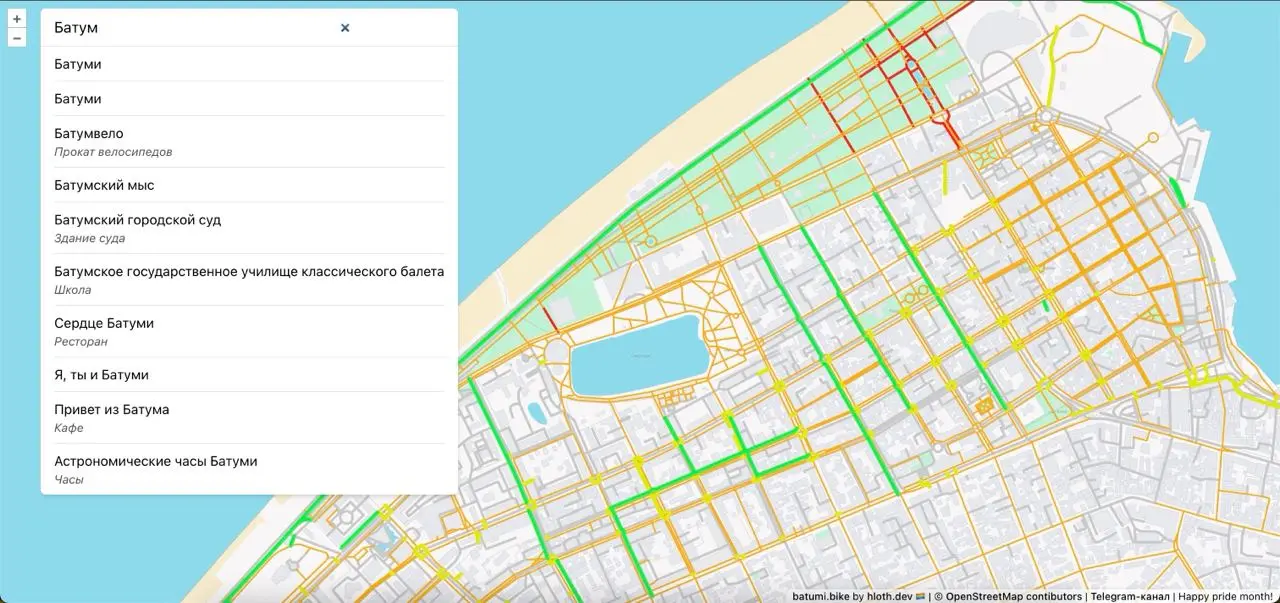 +
−
Батум
Батуми
Батуми
Батумвело
Прокат велосипедов
Батумский мыс
Батумский городской суд
Здание суда
Батумское государственное училище классического балета
Школа
Сердце Батуми
Ресторан
Я, ты и Батуми
Привет из Батума
Кафе
Астрономические часы Батуми
Часы
batumi.bike by hloth.dev | © OpenStreetMap contibutors | Telegram-канал | Happy pride month!